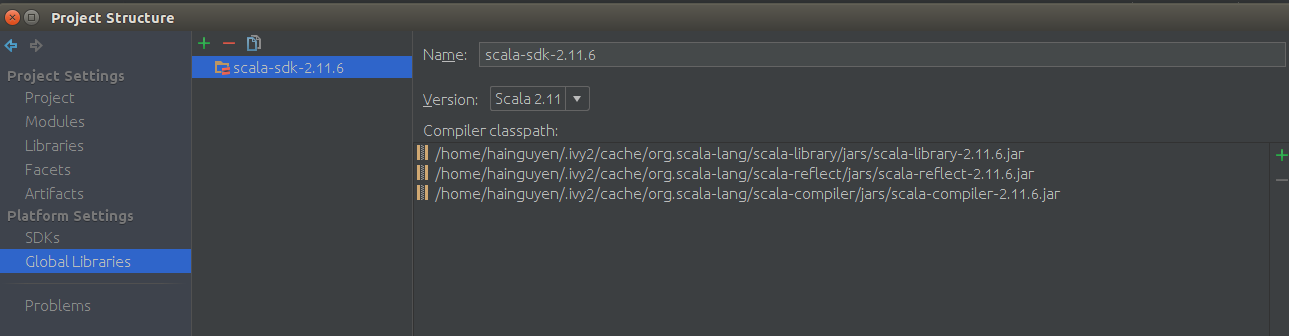 Project Structure
Project Settings
Project
Modules
Libraries
Facets
Artifacts
Platform Settings
SDKs
Global Libraries
Problems
scala-sdk-2.11.6
Name: scala-sdk-2.11.6
Version: Scala 2.11
Compiler classpath:
/home/hainguyen/.ivy2/cache/org.scala-lang/scala-library/jars/scala-library-2.11.6.jar
/home/hainguyen/.ivy2/cache/org.scala-lang/scala-reflect/jars/scala-reflect-2.11.6.jar
/home/hainguyen/.ivy2/cache/org.scala-lang/scala-compiler/jars/scala-compiler-2.11.6.jar